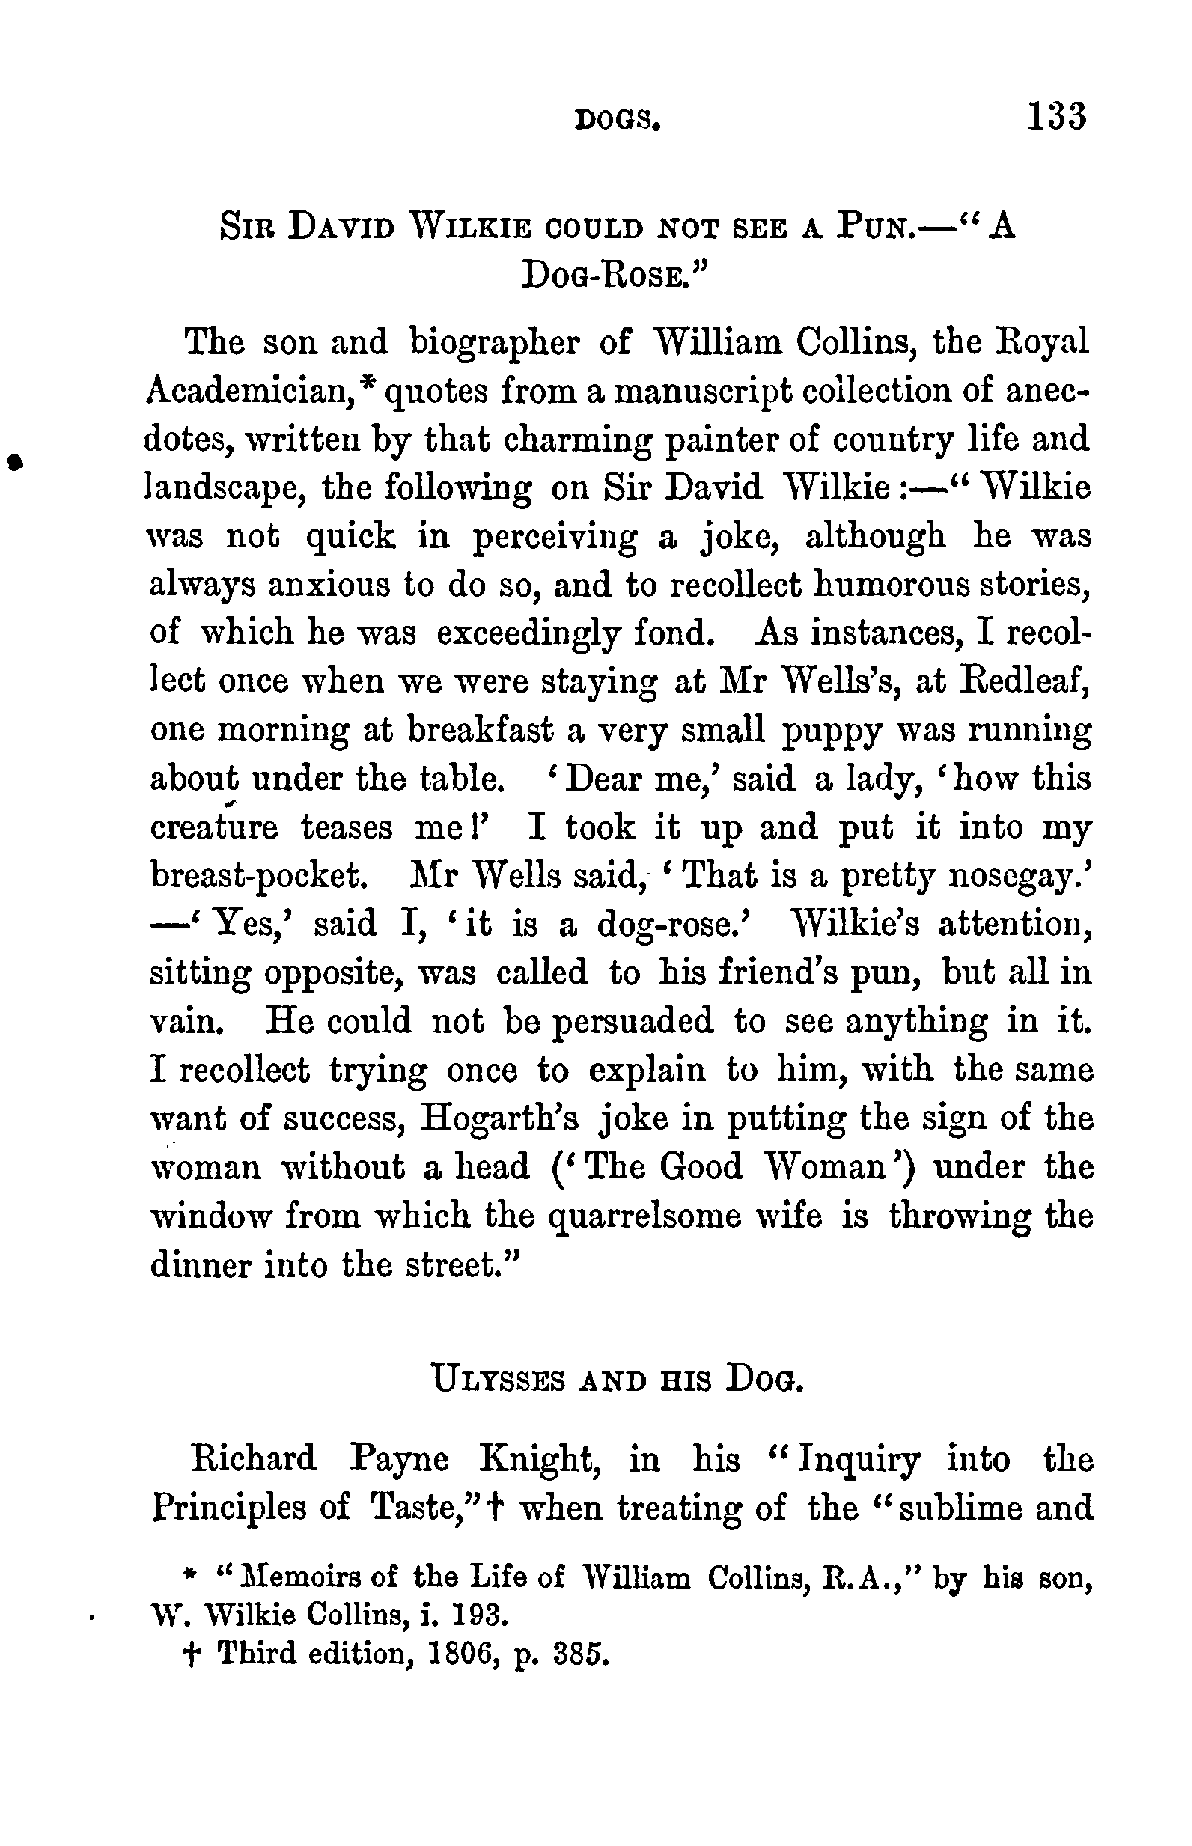 DOGS. 133
SIR DAVID WILKIE COULD NOT SEE A PUN.—“A
DOG-ROSE.”
The son and biographer of William Collins, the Royal
Academician,* quotes from a manuscript collection of anec-
dotes, written by that charming painter of country life and
landscape, the following on Sir David Wilkie:—“Wilkie
was not quick in perceiving a joke, although he was
always anxious to do so, and to recollect humorous stories,
of which he was exceedingly fond. As instances, I recol-
lect once when we were staying at Mr Wells’s, at Redleaf,
one morning at breakfast a very small puppy was running
about under the table. ‘Dear me,’ said a lady, ‘how this
creature teases me!’ I took it up and put it into my
breast-pocket. Mr Wells said, ‘That is a pretty nosegay.’
—‘Yes,’ said I, ‘it is a dog-rose.’ Wilkie’s attention,
sitting opposite, was called to his friend’s pun, but all in
vain. He could not be persuaded to see anything in it.
I recollect trying once to explain to him, with the same
want of success, Hogarth’s joke in putting the sign of the
woman without a head (‘The Good Woman’) under the
window from which the quarrelsome wife is throwing the
dinner into the street.”
ULYSSES AND HIS DOG.
Richard Payne Knight, in his “Inquiry into the
Principles of Taste,”† when treating of the “sublime and
* “Memoirs of the Life of William Collins, R.A.,” by his son,
W. Wilkie Collins, i. 193.
† Third edition, 1806, p. 385.